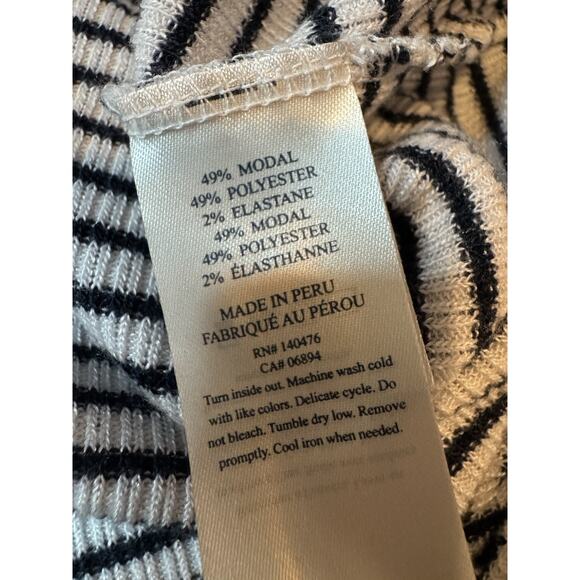 49% MODAL
49% POLYESTER
2% ELASTANE
49% MODAL
49% POLYESTER
2% ÉLASTHANNE
MADE IN PERU
FABRIQUÉ AU PÉROU
RN# 140476
CA# 06894
Turn inside out. Machine wash cold
with like colors. Delicate cycle. Do
not bleach. Tumble dry low. Remove
promptly. Cool iron when needed.